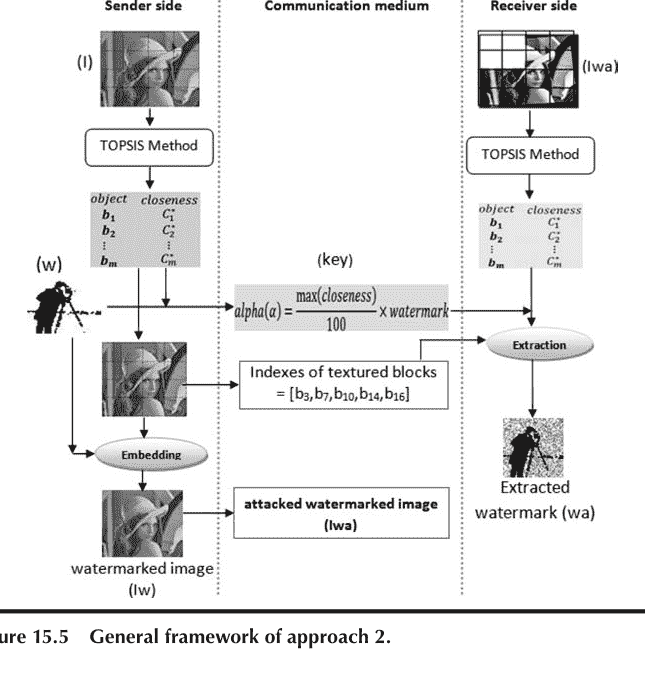 Sender side
Communication medium
Receiver side
(I)
(Iwa)
TOPSIS Method
TOPSIS Method
object closeness
b1 C1*
b2 C2*
⋮ ⋮
bm Cm*
object closeness
b1 C1*
b2 C2*
⋮ ⋮
bm Cm*
(w)
(key)
alpha(α) = max(closeness)/100 × watermark
Indexes of textured blocks
= [b3,b7,b10,b14,b16]
Extraction
Embedding
attacked watermarked image
(Iwa)
Extracted
watermark (wa)
watermarked image
(Iw)
ure 15.5 General framework of approach 2.